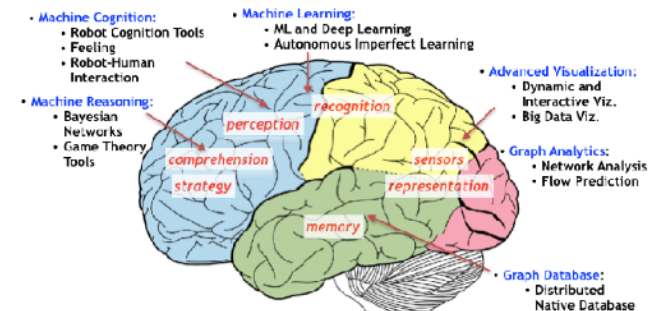 • Machine Cognition:
• Robot Cognition Tools
• Feeling
• Robot-Human
Interaction
• Machine Learning:
• ML and Deep Learning
• Autonomous Imperfect Learning
• Machine Reasoning:
• Bayesian
Networks
• Game Theory
Tools
• Advanced Visualization:
• Dynamic and
Interactive Viz.
• Big Data Viz.
• Graph Analytics:
• Network Analysis
• Flow Prediction
recognition
perception
comprehension
strategy
sensors
representation
memory
• Graph Database:
• Distributed
Native Database